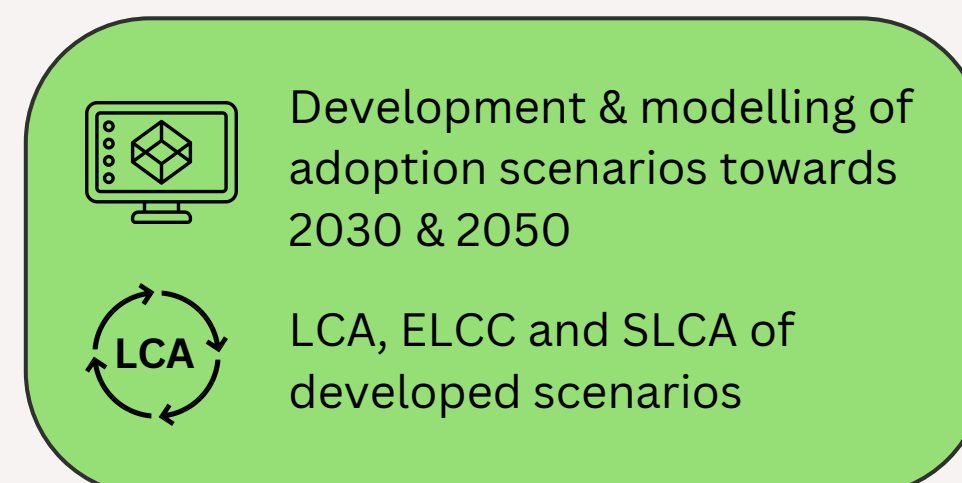 Development & modelling of
adoption scenarios towards
2030 & 2050
LCA
LCA, ELCC and SLCA of
developed scenarios